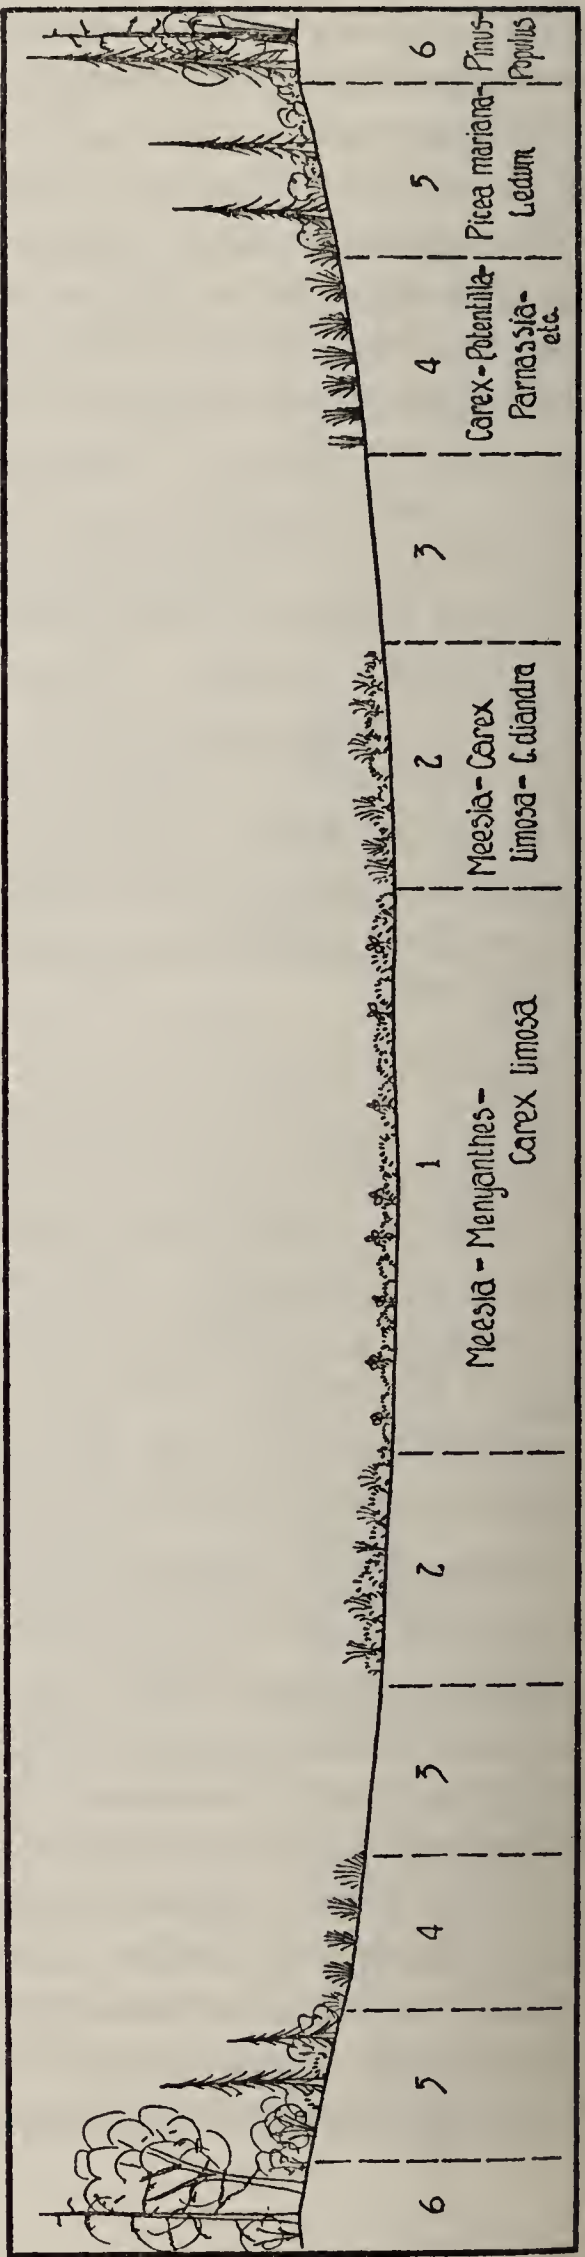 6 5 4 3 2 1 2 3 4 5 6
Meesia - Menyanthes-
Carex limosa
Meesia-Carex
limosa- C. diandra
Carex-Potentilla-
Parnassia-
etc.
Picea mariana-
Ledum
Pinus-
Populus